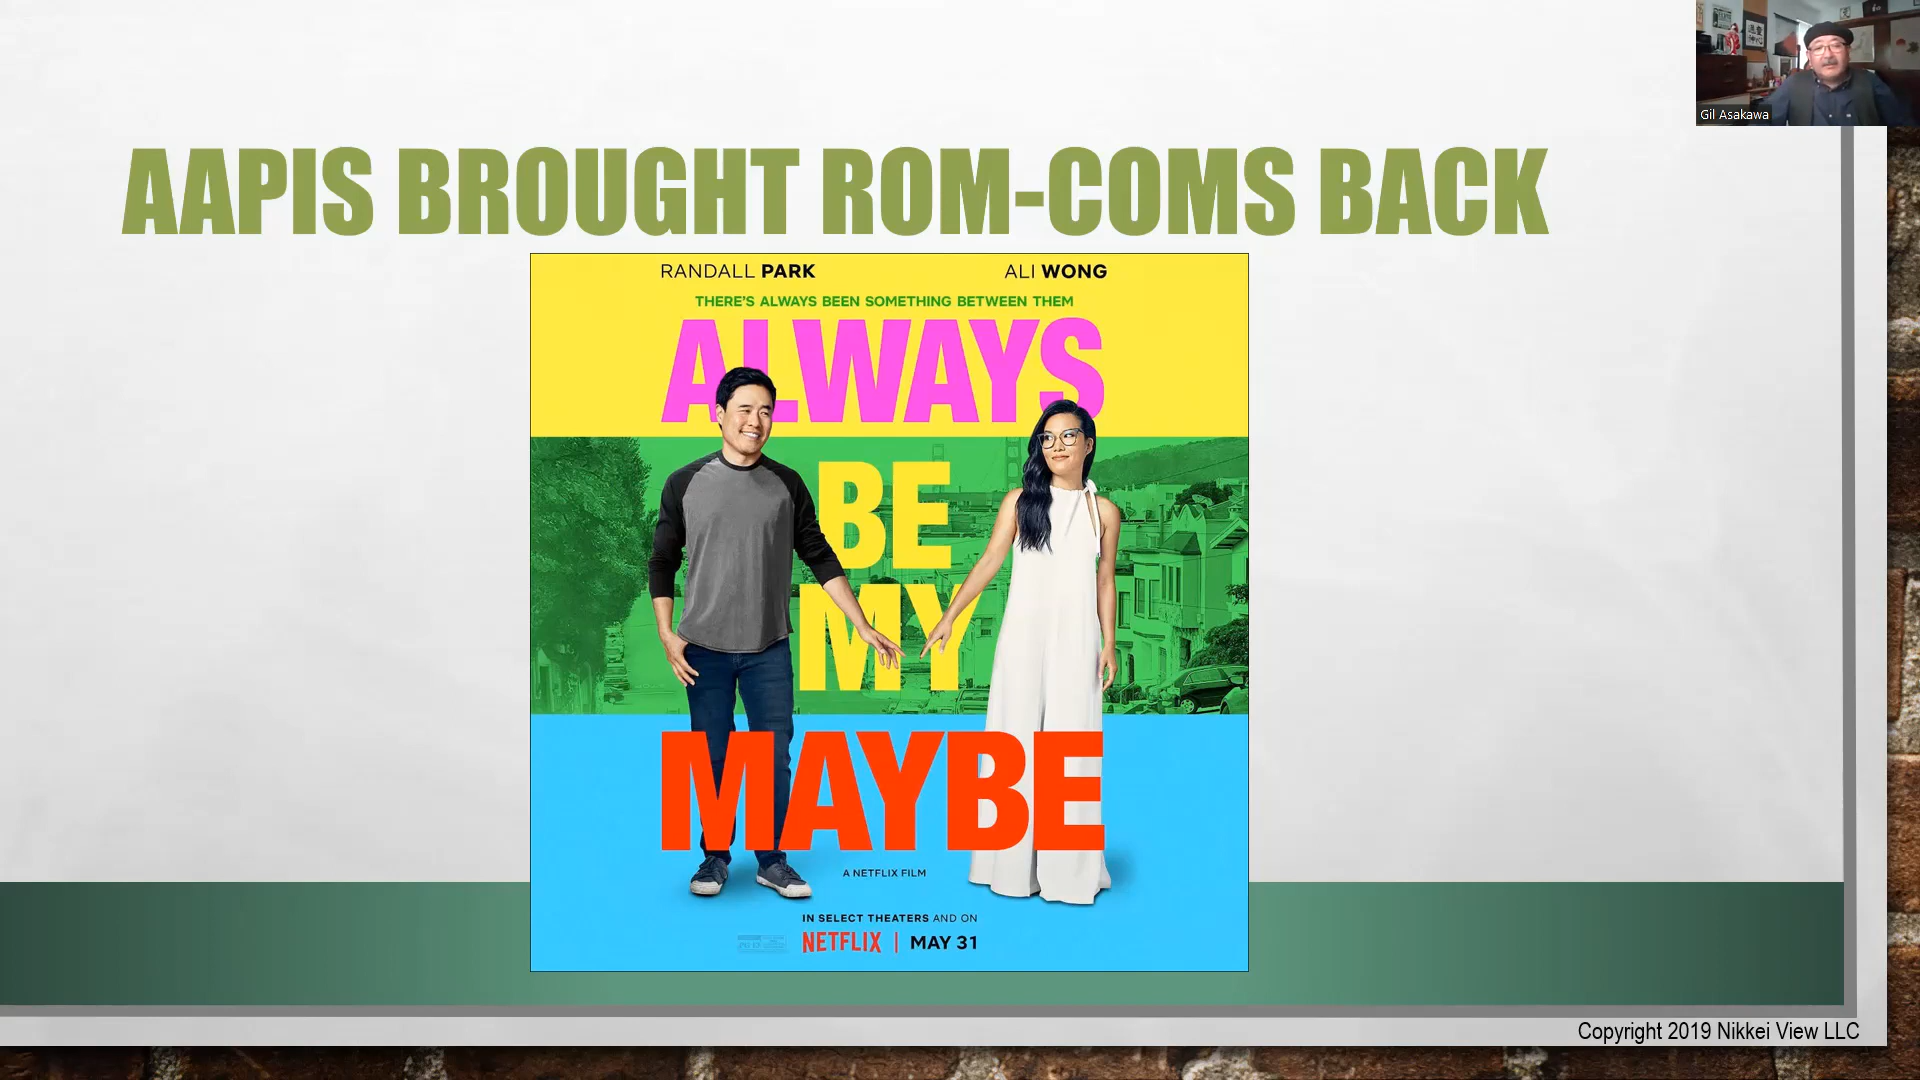 Gil Asakawa
AAPIS BROUGHT ROM-COMS BACK
RANDALL PARK
ALI WONG
THERE'S ALWAYS BEEN SOMETHING BETWEEN THEM
ALWAYS
BE
MY
MAYBE
A NETFLIX FILM
IN SELECT THEATERS AND ON
NETFLIX | MAY 31
Copyright 2019 Nikkei View LLC